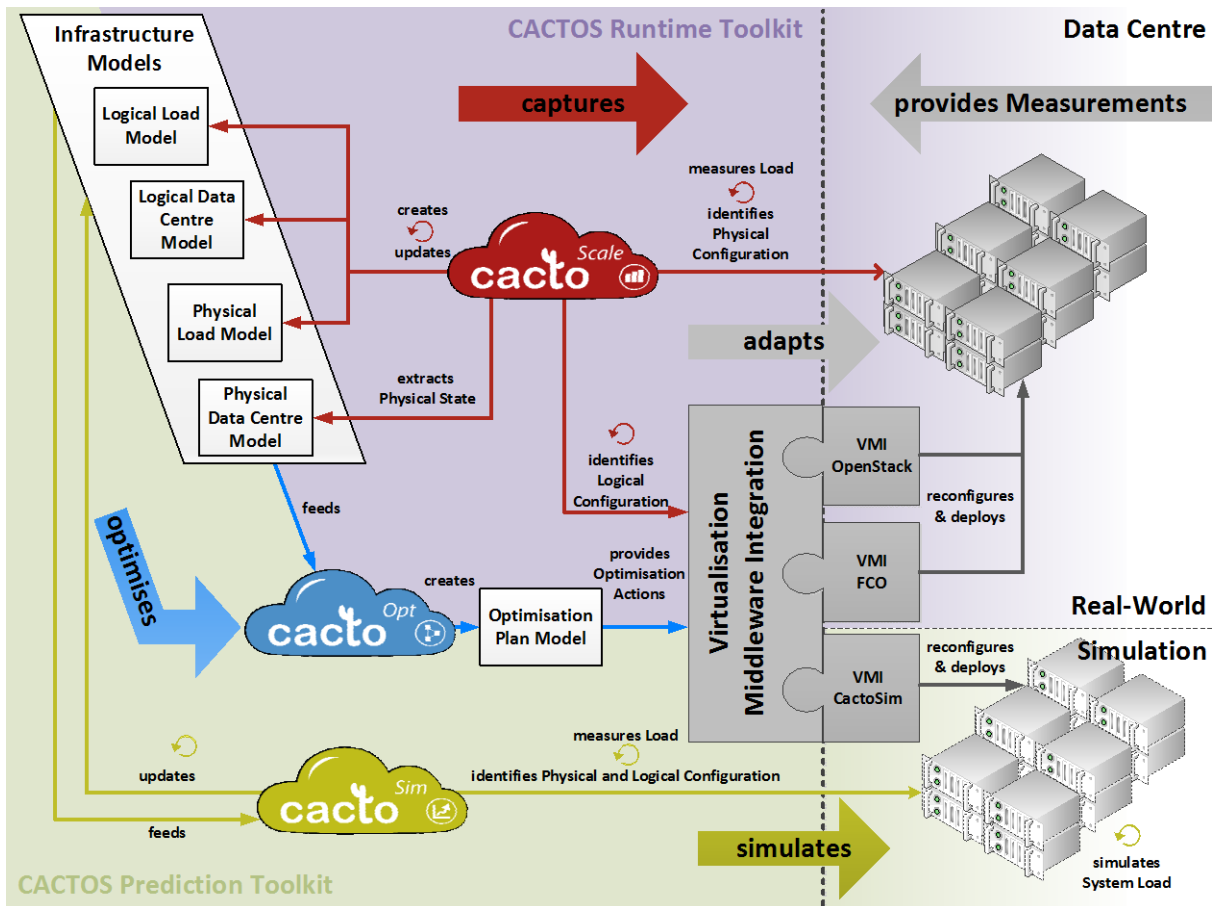 Infrastructure
Models
CACTOS Runtime Toolkit
Data Centre
captures
provides Measurements
Logical Load
Model
Logical Data
Centre
Model
Physical
Load Model
Physical
Data Centre
Model
creates
updates
cacto Scale
measures Load
identifies
Physical
Configuration
adapts
extracts
Physical State
identifies
Logical
Configuration
Virtualisation
Middleware Integration
VMI
OpenStack
VMI
FCO
VMI
CactoSim
reconfigures
& deploys
Real-World
Simulation
reconfigures
& deploys
optimises
feeds
cacto Opt
creates
Optimisation
Plan Model
provides
Optimisation
Actions
updates
feeds
cacto Sim
measures Load
identifies Physical and Logical Configuration
simulates
simulates
System Load
CACTOS Prediction Toolkit